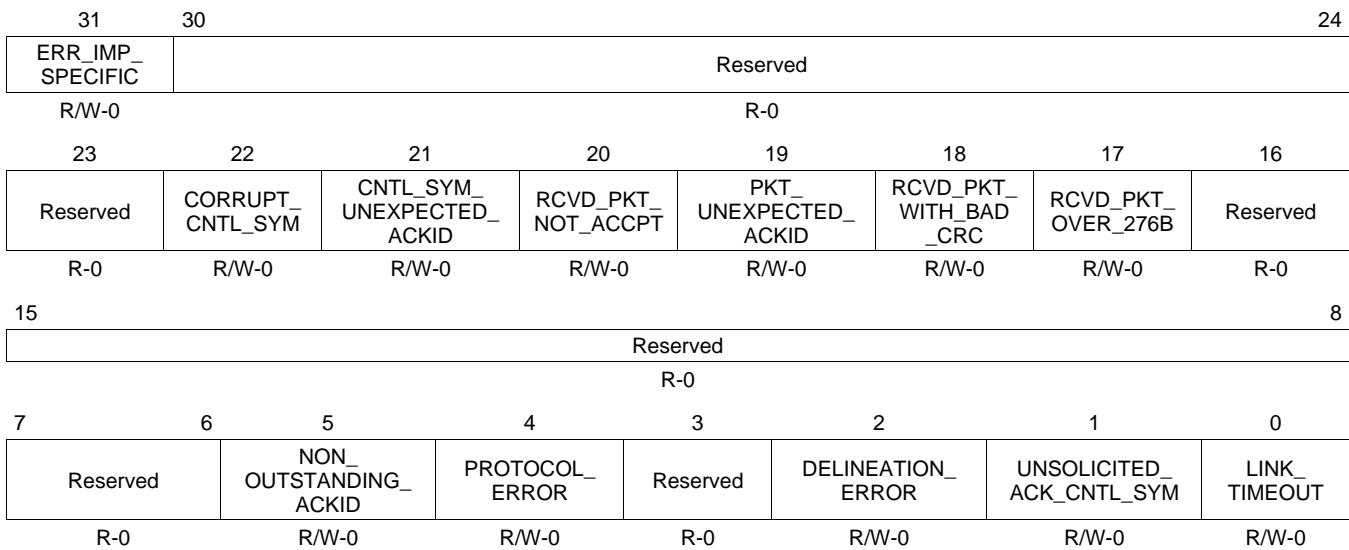 31 30 24
ERR_IMP_
SPECIFIC
Reserved
R/W-0 R-0
23 22 21 20 19 18 17 16
Reserved
CORRUPT_
CNTL_SYM
CNTL_SYM_
UNEXPECTED_
ACKID
RCVD_PKT_
NOT_ACCPT
PKT_
UNEXPECTED_
ACKID
RCVD_PKT_
WITH_BAD
_CRC
RCVD_PKT_
OVER_276B
Reserved
R-0 R/W-0 R/W-0 R/W-0 R/W-0 R/W-0 R/W-0 R-0
15 8
Reserved
R-0
7 6 5 4 3 2 1 0
Reserved
NON_
OUTSTANDING_
ACKID
PROTOCOL_
ERROR
Reserved
DELINEATION_
ERROR
UNSOLICITED_
ACK_CNTL_SYM
LINK_
TIMEOUT
R-0 R/W-0 R/W-0 R-0 R/W-0 R/W-0 R/W-0